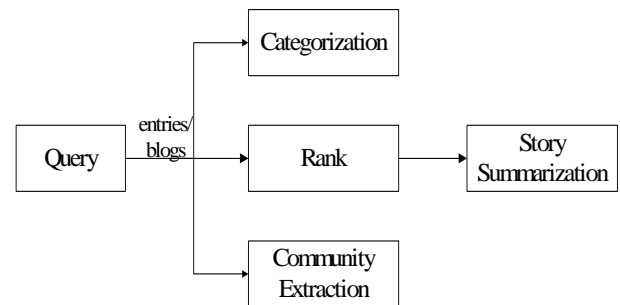 Categorization
entries/
blogs
Query
Rank
Story
Summarization
Community
Extraction